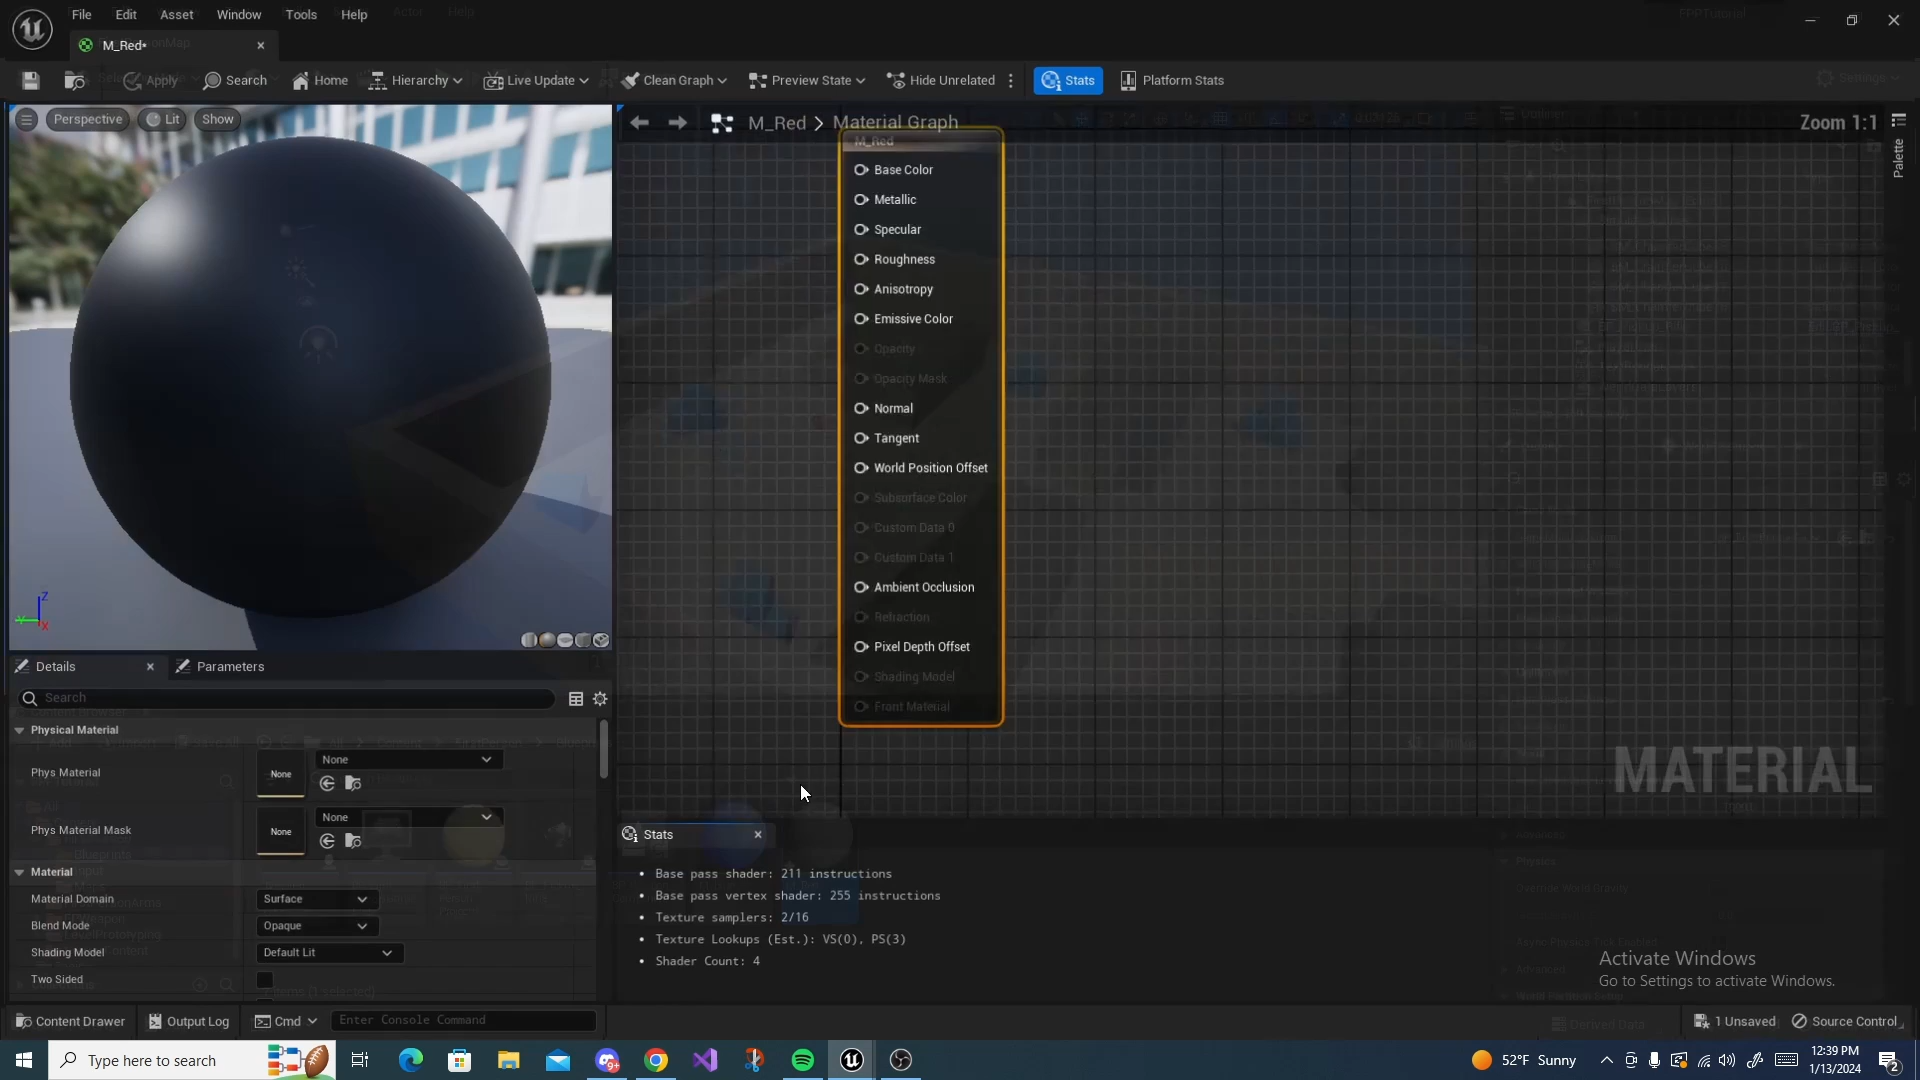 File Edit Asset Window Tools Help
FPPTutorial
M_Red•
Apply Search Home Hierarchy Live Update Clean Graph Preview State Hide Unrelated Stats Platform Stats
Settings
Perspective Lit Show
M_Red > Material Graph
Zoom 1:1
Palette
M_Red
Base Color
Metallic
Specular
Roughness
Anisotropy
Emissive Color
Opacity
Opacity Mask
Normal
Tangent
World Position Offset
Subsurface Color
Custom Data 0
Custom Data 1
Ambient Occlusion
Refraction
Pixel Depth Offset
Shading Model
Front Material
MATERIAL
Details Parameters
Search
Physical Material
Phys Material None None
Phys Material Mask None None
Material
Material Domain Surface
Blend Mode Opaque
Shading Model Default Lit
Two Sided
Stats
• Base pass shader: 211 instructions
• Base pass vertex shader: 255 instructions
• Texture samplers: 2/16
• Texture Lookups (Est.): VS(0), PS(3)
• Shader Count: 4
Activate Windows
Go to Settings to activate Windows.
Content Drawer Output Log Cmd Enter Console Command
Derived Data
1 Unsaved Source Control
Type here to search
52°F Sunny
12:39 PM
1/13/2024
2